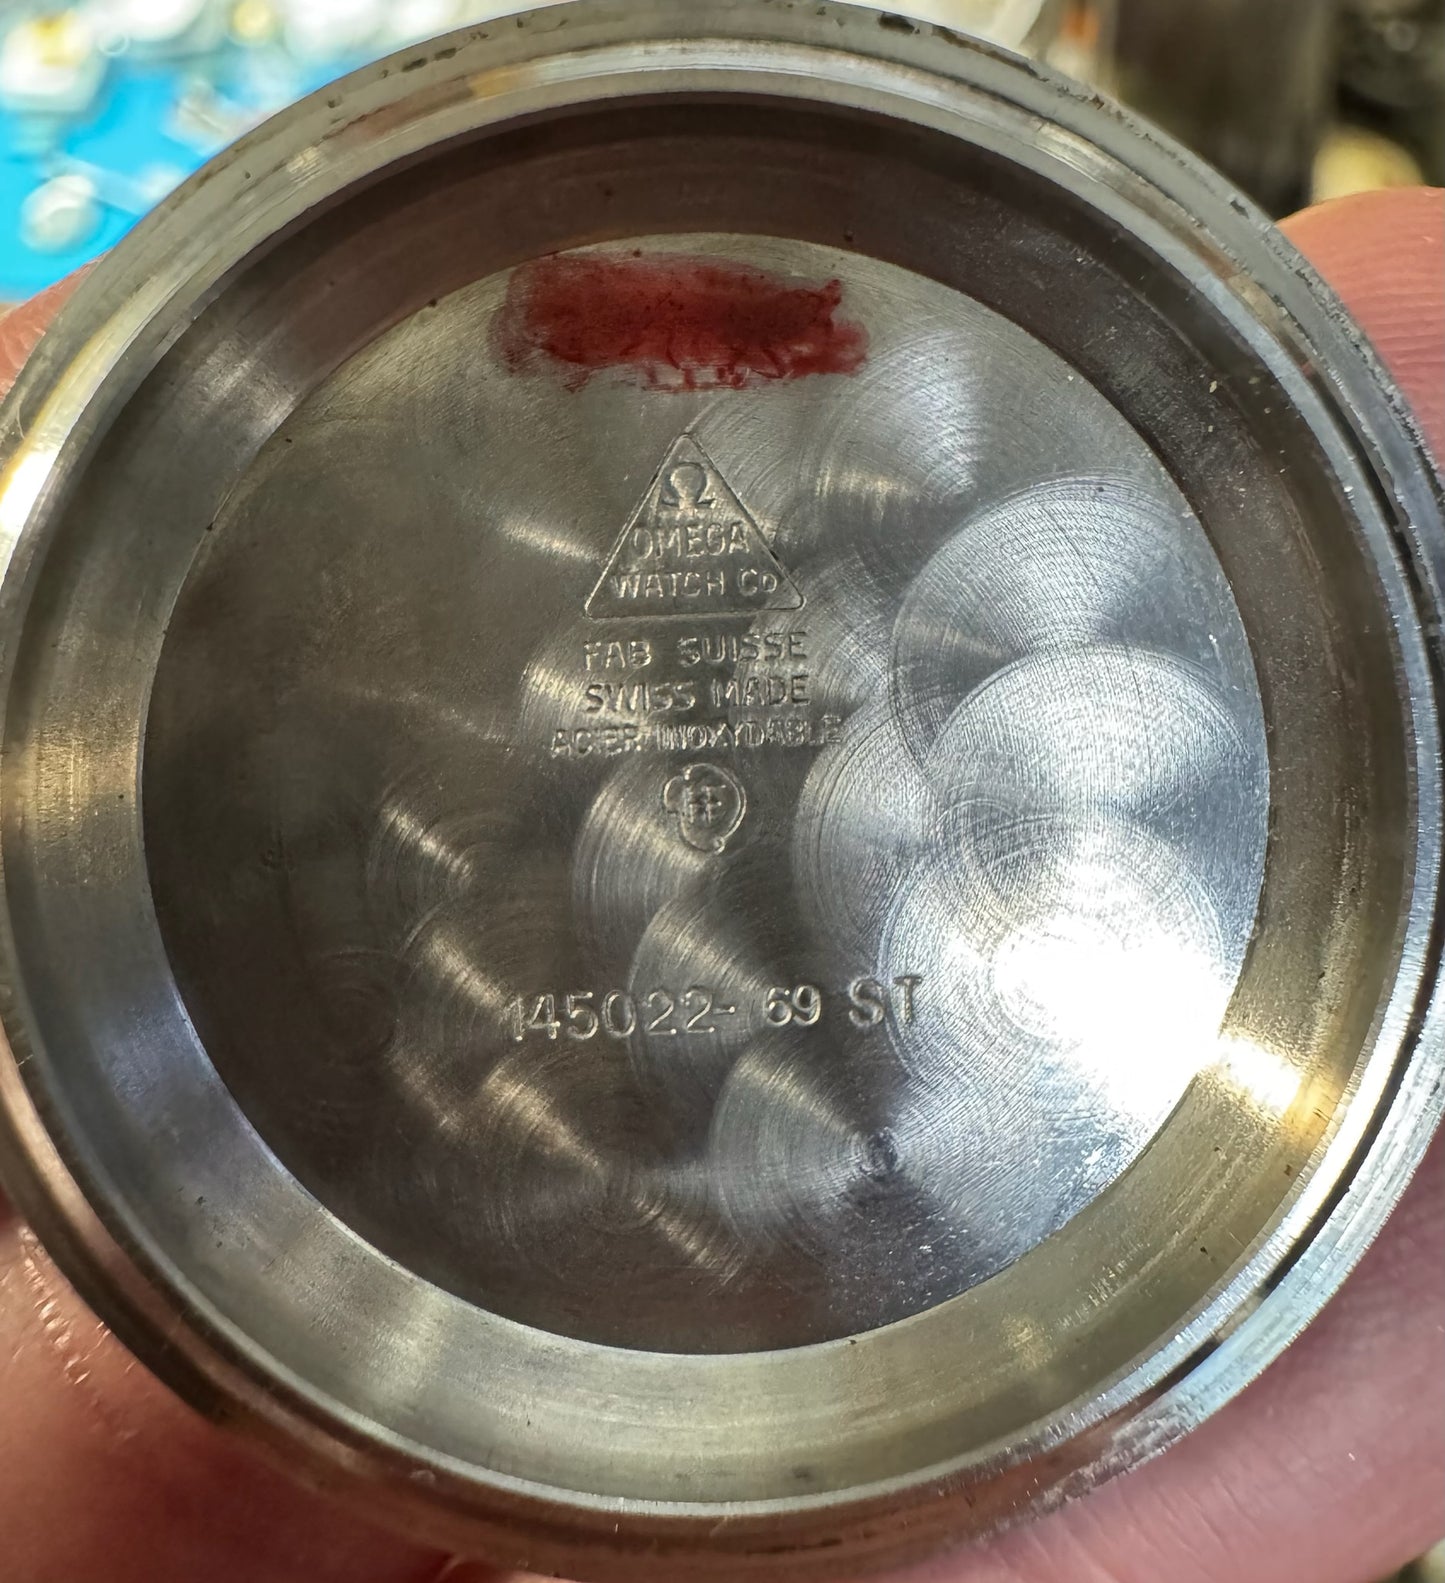 Ω
OMEGA
WATCH Co
FAB SUISSE
SWISS MADE
ACIER INOXYDABLE
145022- 69 ST